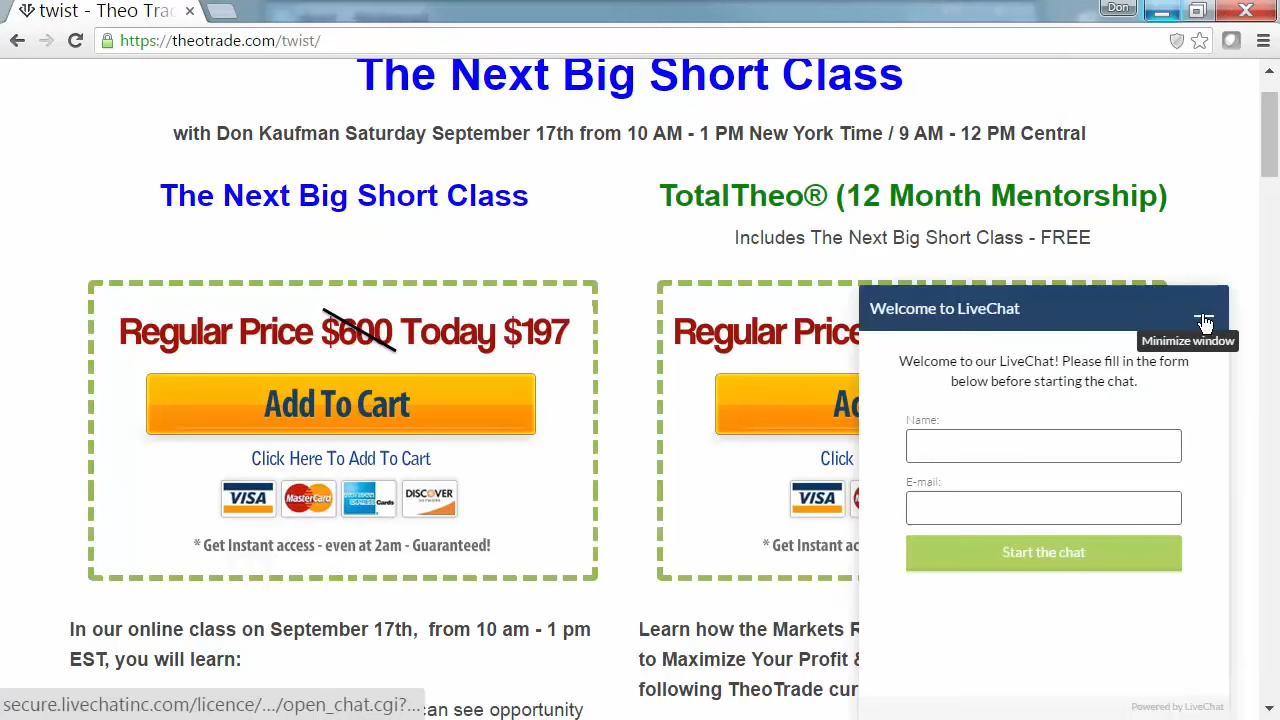 twist - Theo Trad
Don
https://theotrade.com/twist/
The Next Big Short Class
with Don Kaufman Saturday September 17th from 10 AM - 1 PM New York Time / 9 AM - 12 PM Central
The Next Big Short Class
Regular Price $600 Today $197
Add To Cart
Click Here To Add To Cart
VISA MasterCard AMERICAN EXPRESS Cards DISCOVER
* Get Instant access - even at 2am - Guaranteed!
In our online class on September 17th, from 10 am - 1 pm
EST, you will learn:
can see opportunity
TotalTheo® (12 Month Mentorship)
Includes The Next Big Short Class - FREE
Regular Price
Ad
Click
VISA
* Get Instant ac
Learn how the Markets R
to Maximize Your Profit &
following TheoTrade cur
Welcome to LiveChat
Minimize window
Welcome to our LiveChat! Please fill in the form
below before starting the chat.
Name:
E-mail:
Start the chat
Powered by LiveChat
secure.livechatinc.com/licence/.../open_chat.cgi?...